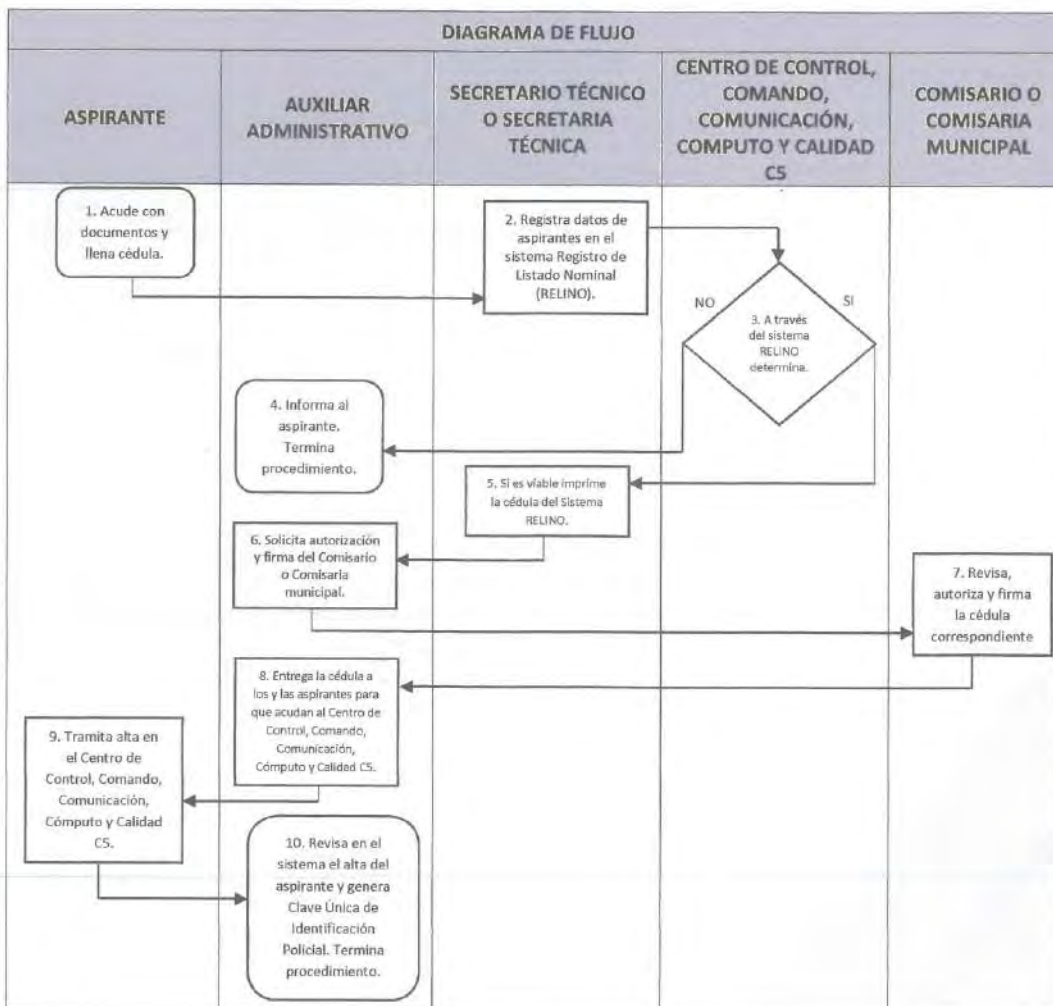 DIAGRAMA DE FLUJO
ASPIRANTE
AUXILIAR
ADMINISTRATIVO
SECRETARIO TÉCNICO
O SECRETARIA
TÉCNICA
CENTRO DE CONTROL,
COMANDO,
COMUNICACIÓN,
COMPUTO Y CALIDAD
C5
COMISARIO O
COMISARIA
MUNICIPAL
1. Acude con
documentos y
llena cédula.
2. Registra datos de
aspirantes en el
sistema Registro de
Listado Nominal
(RELINO).
NO
SI
3. A través
del sistema
RELINO
determina.
4. Informa al
aspirante.
Termina
procedimiento.
5. Si es viable imprime
la cédula del Sistema
RELINO.
6. Solicita autorización
y firma del Comisario
o Comisaria
municipal.
7. Revisa,
autoriza y firma
la cédula
correspondiente
8. Entrega la cédula a
los y las aspirantes para
que acudan al Centro de
Control, Comando,
Comunicación,
Cómputo y Calidad C5.
9. Tramita alta en
el Centro de
Control, Comando,
Comunicación,
Cómputo y Calidad
C5.
10. Revisa en el
sistema el alta del
aspirante y genera
Clave Única de
Identificación
Policial. Termina
procedimiento.